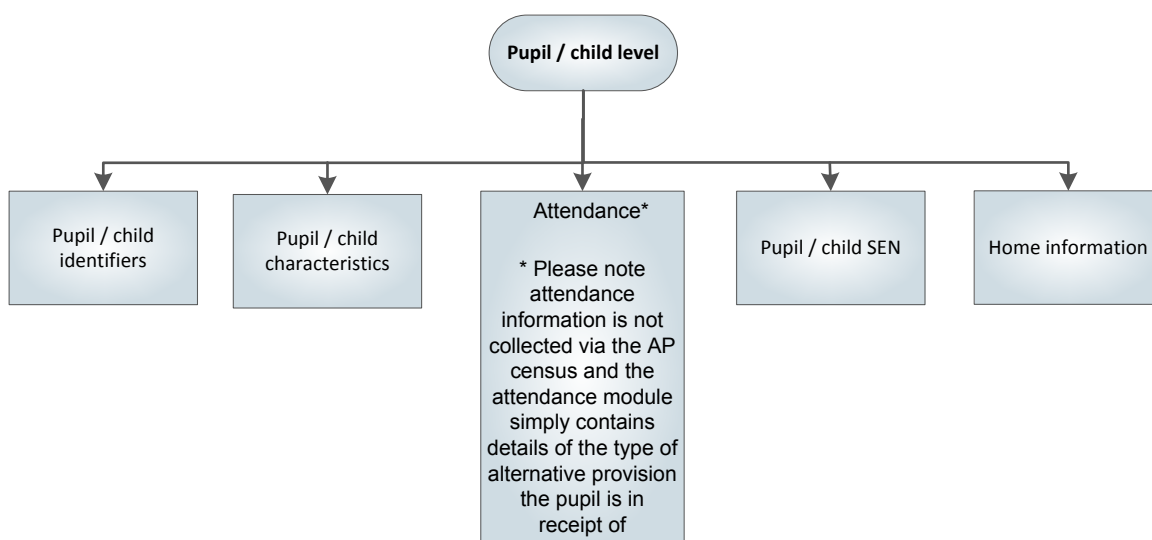 Pupil / child level
Pupil / child
identifiers
Pupil / child
characteristics
Attendance*
* Please note
attendance
information is not
collected via the AP
census and the
attendance module
simply contains
details of the type of
alternative provision
the pupil is in
receipt of
Pupil / child SEN
Home information